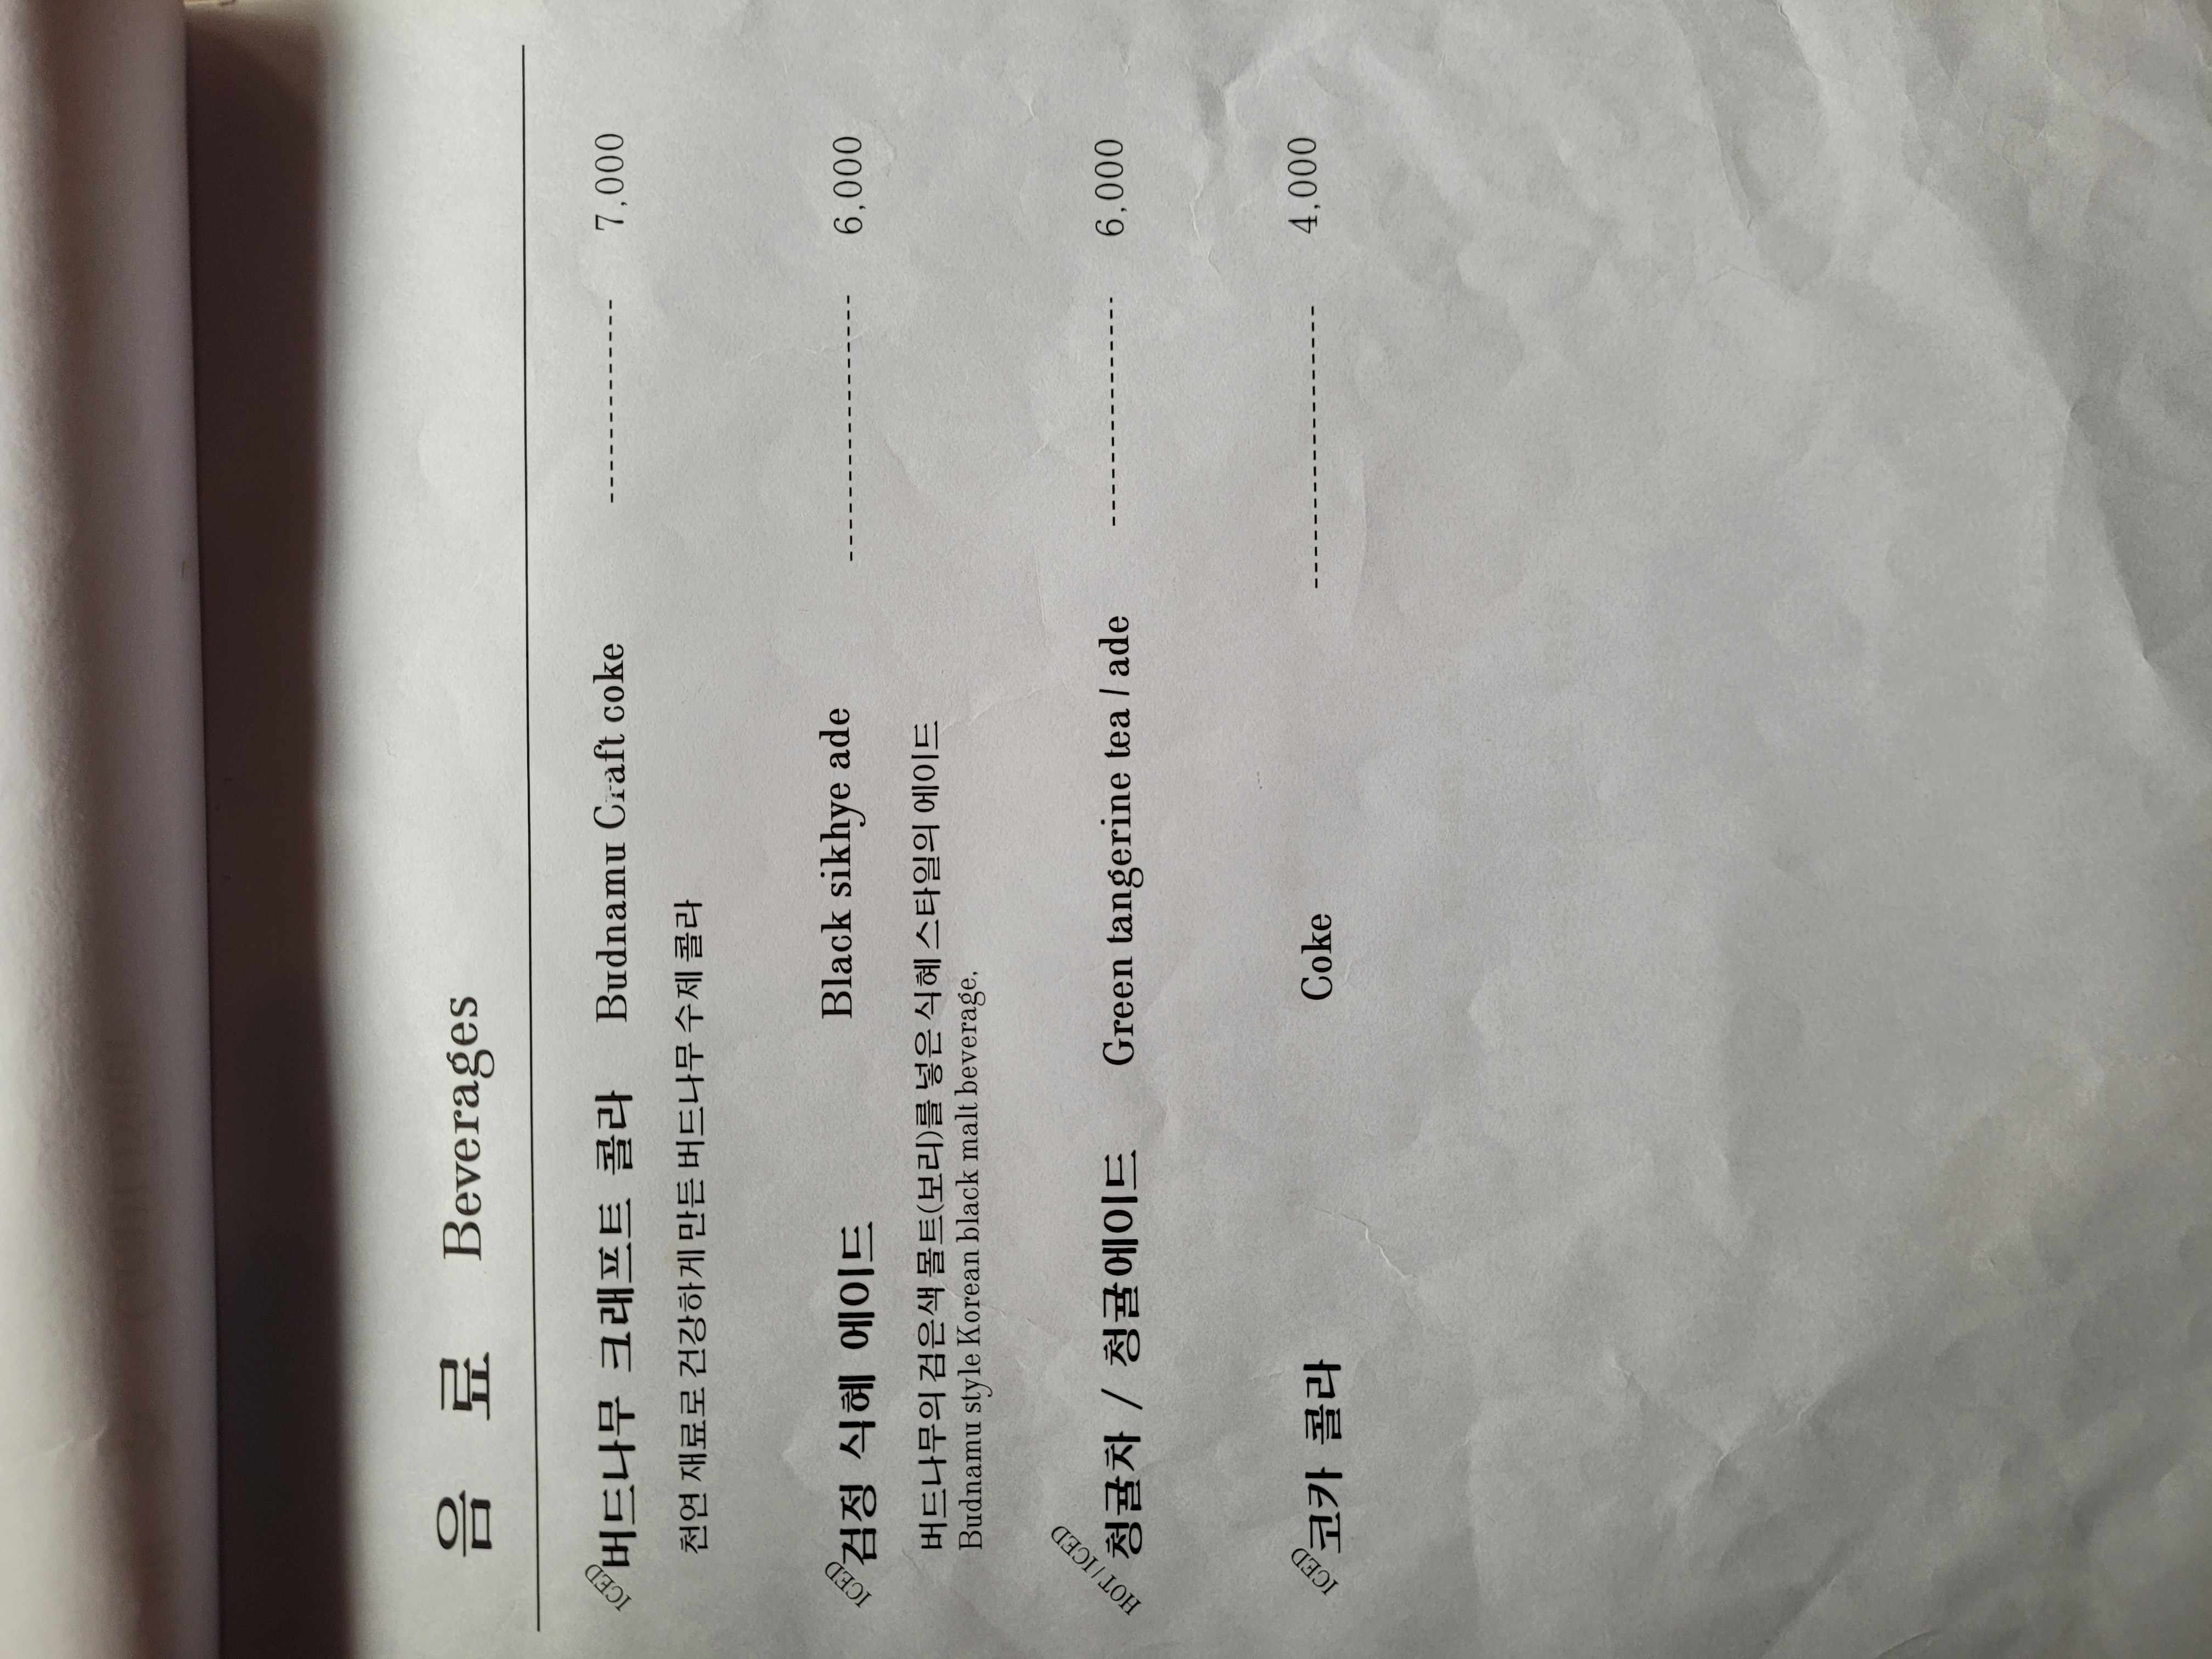 음 료 Beverages
ICED 버드나무 크래프트 콜라 Budnamu Craft coke ------------- 7,000
천연 재료로 건강하게 만든 버드나무 수제 콜라
ICED 검정 식혜 에이드 Black sikhye ade ----------------- 6,000
버드나무의 검은색 몰트(보리)를 넣은 식혜 스타일의 에이드
Budnamu style Korean black malt beverage.
HOT / ICED 청귤차 / 청귤에이드 Green tangerine tea / ade --------------- 6,000
ICED 코카 콜라 Coke ------------------ 4,000